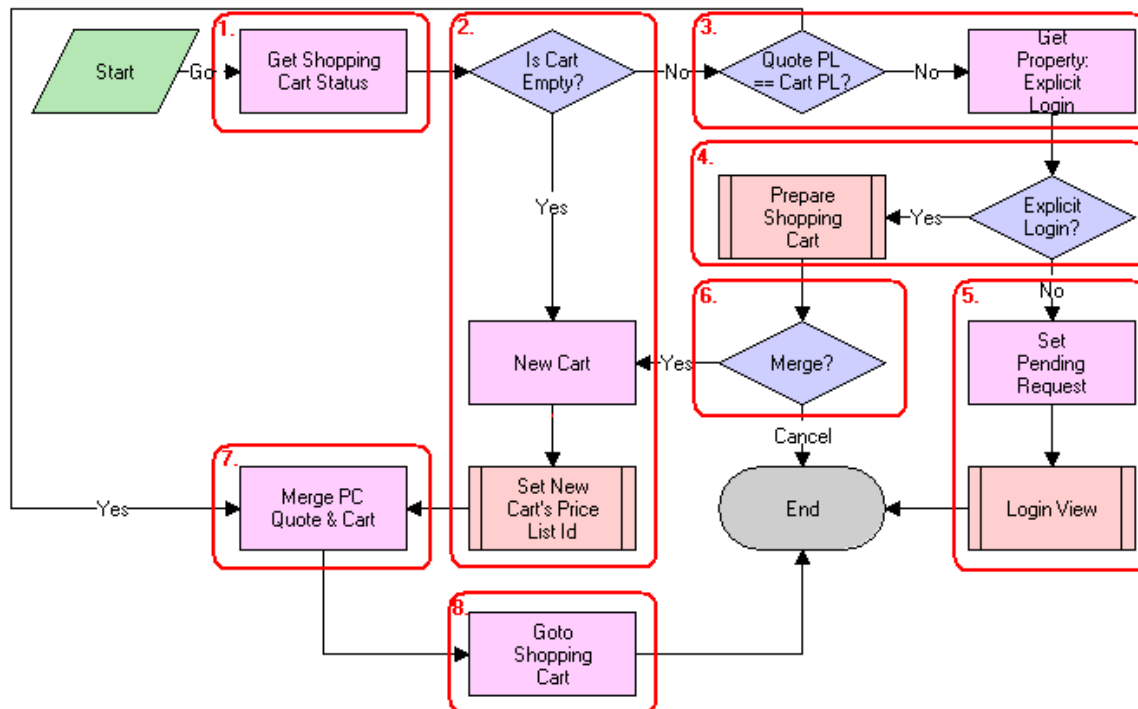 1.
2.
3.
Start
Go
Get Shopping
Cart Status
Is Cart
Empty?
No
Quote PL
== Cart PL?
No
Get
Property:
Explicit
Login
4.
Yes
Prepare
Shopping
Cart
Yes
Explicit
Login?
6.
5.
No
New Cart
Yes
Merge?
Set
Pending
Request
Cancel
7.
Yes
Merge PC
Quote & Cart
Set New
Cart's Price
List Id
End
Login View
8.
Goto
Shopping
Cart